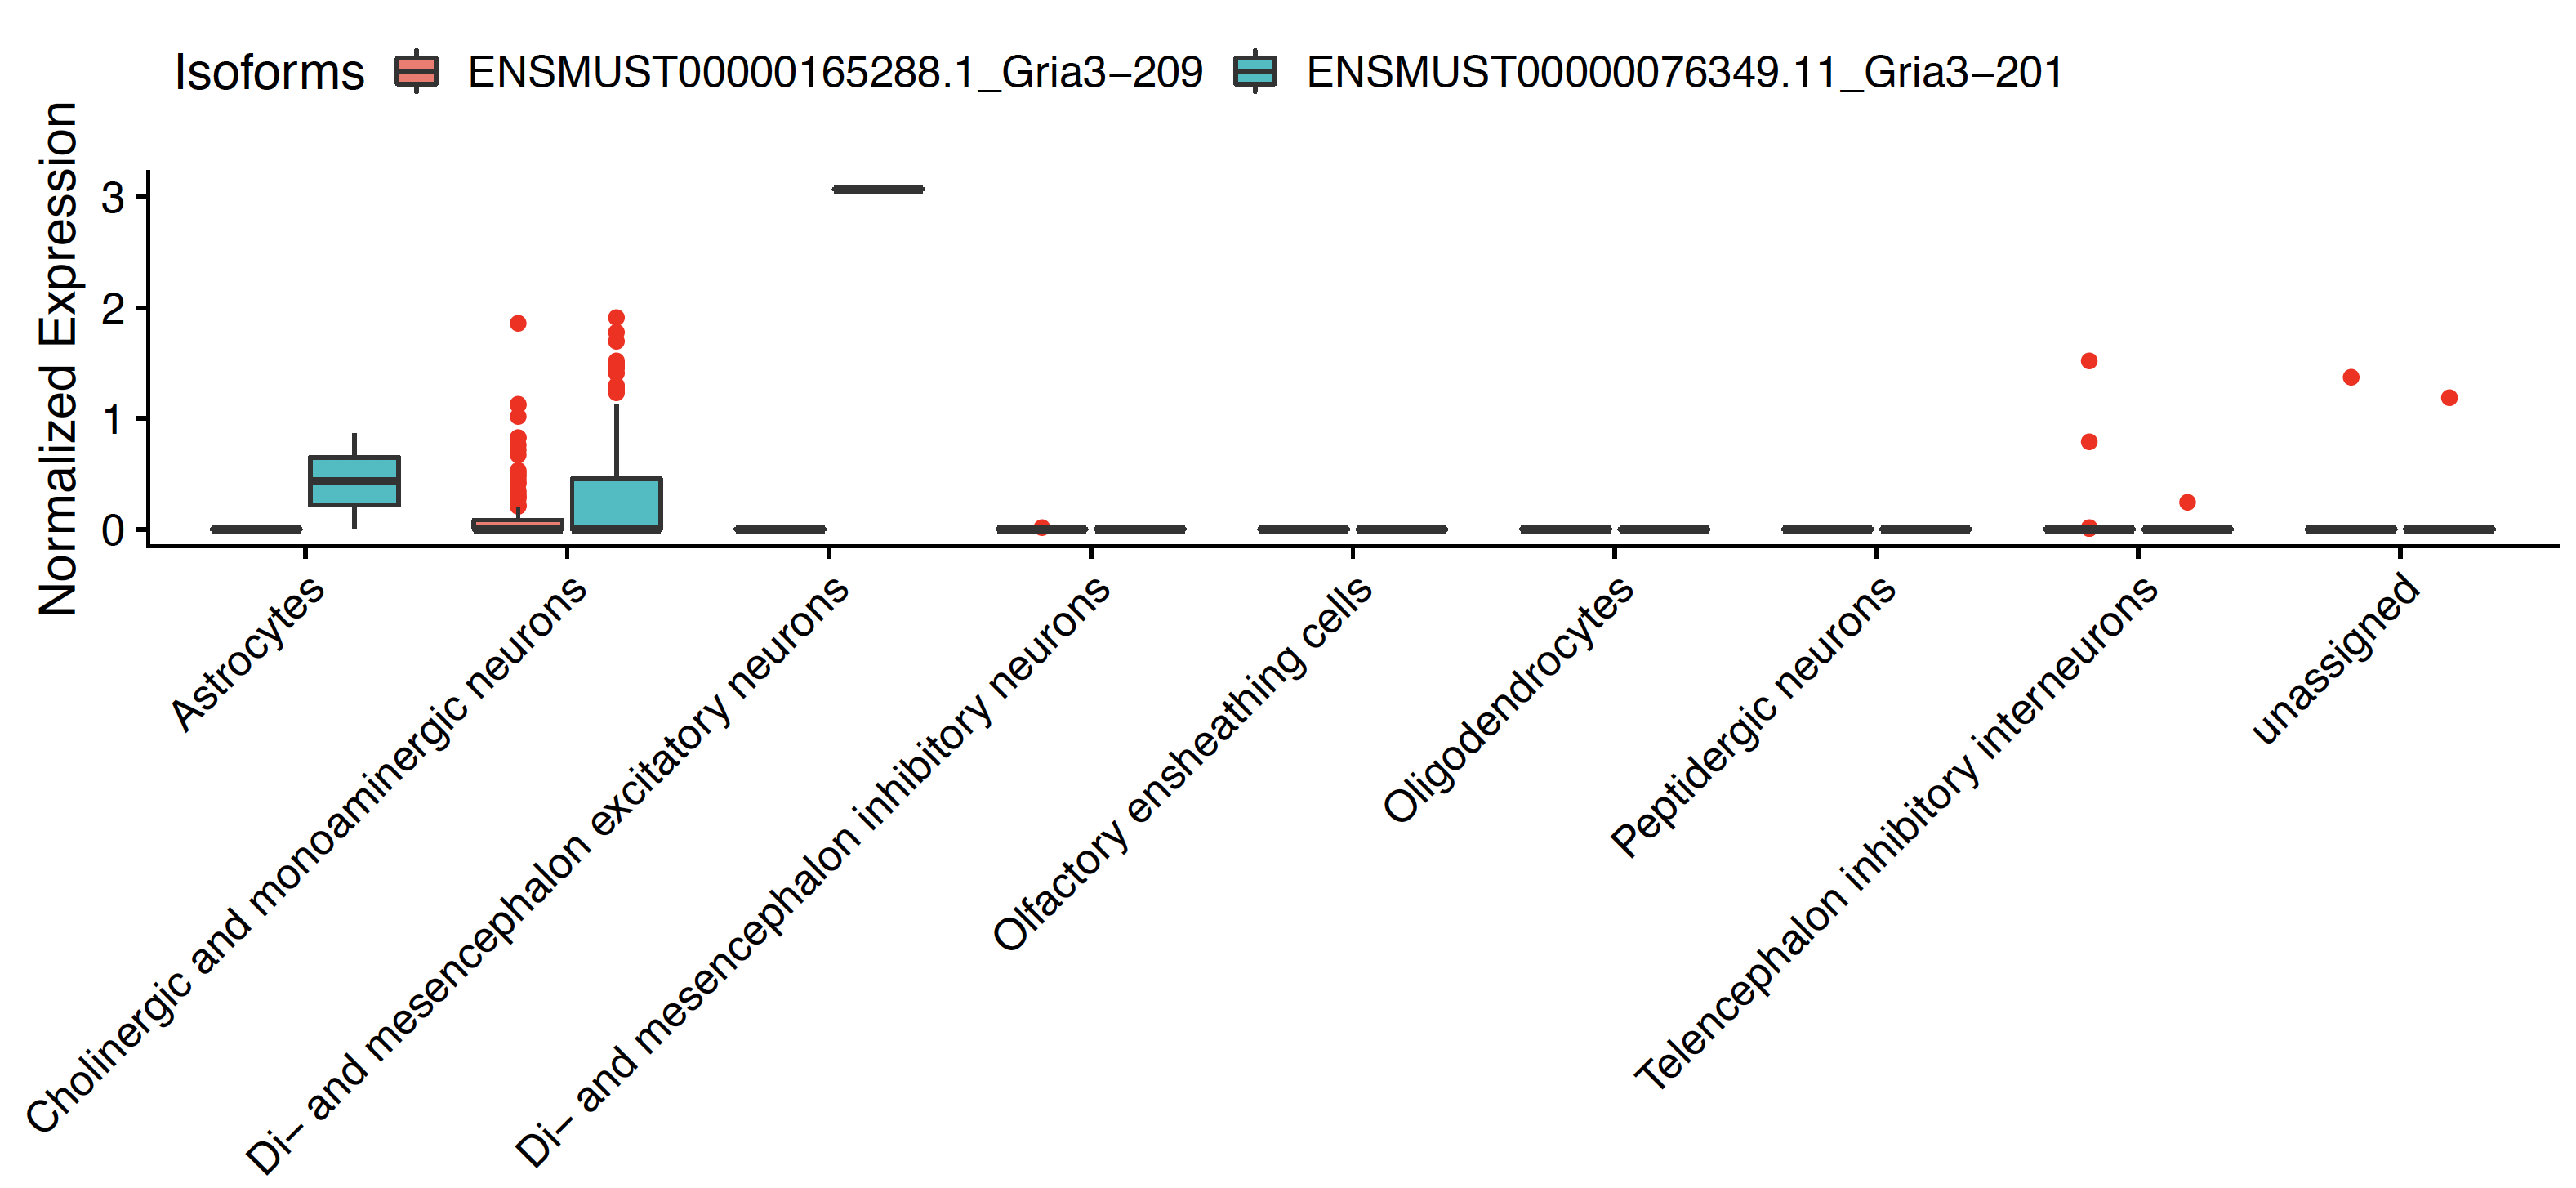 Isoforms ENSMUST00000165288.1_Gria3−209 ENSMUST00000076349.11_Gria3−201
Normalized Expression
3
2
1
0
Astrocytes
Cholinergic and monoaminergic neurons
Di− and mesencephalon excitatory neurons
Di− and mesencephalon inhibitory neurons
Olfactory ensheathing cells
Oligodendrocytes
Peptidergic neurons
Telencephalon inhibitory interneurons
unassigned